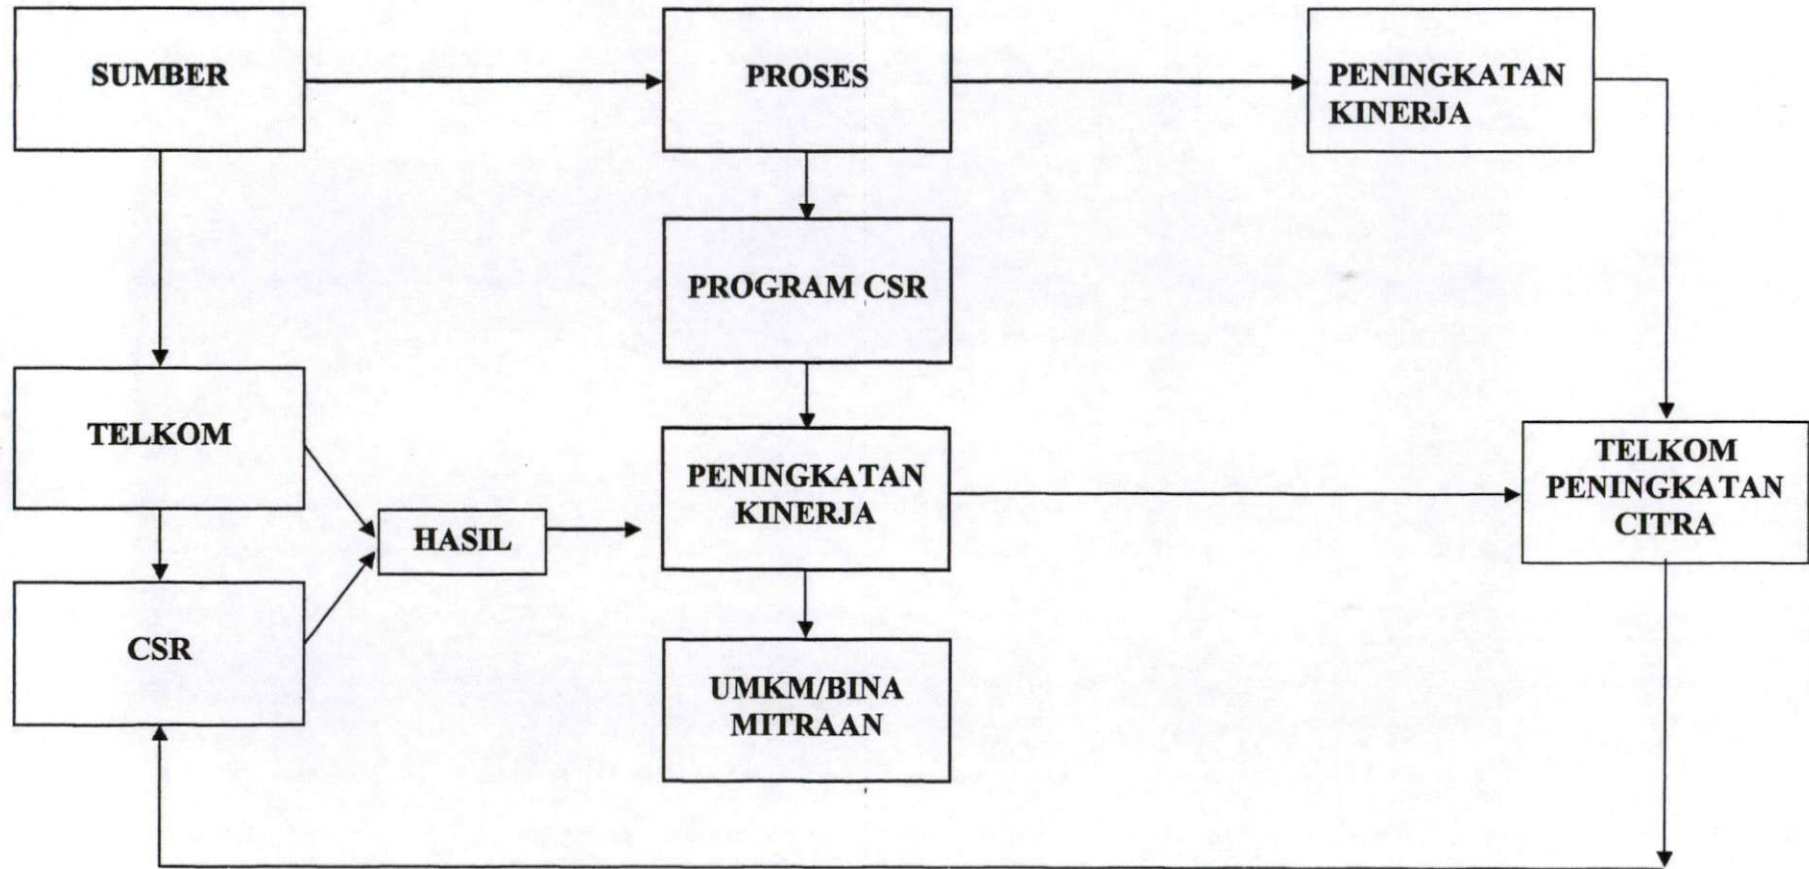 SUMBER
PROSES
PENINGKATAN
KINERJA
PROGRAM CSR
TELKOM
PENINGKATAN
KINERJA
TELKOM
PENINGKATAN
CITRA
HASIL
CSR
UMKM/BINA
MITRAAN